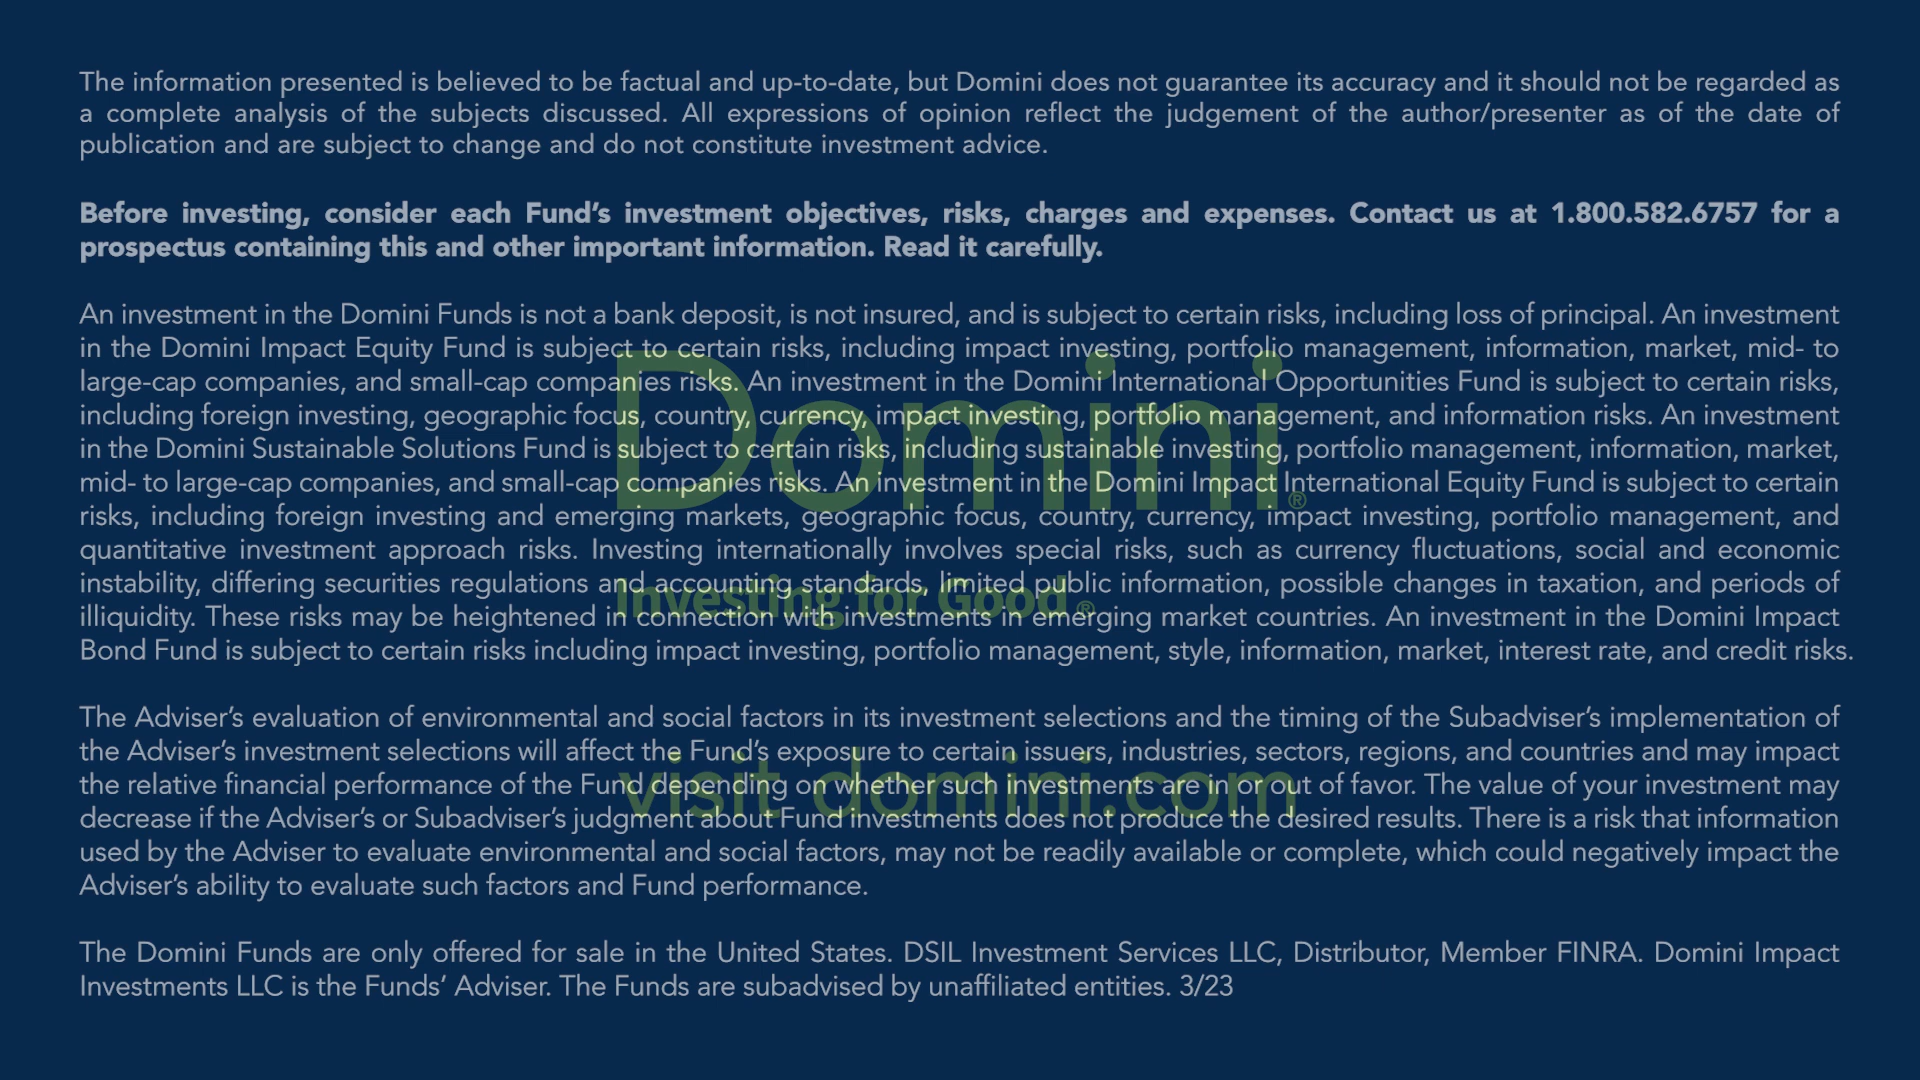 The information presented is believed to be factual and up-to-date, but Domini does not guarantee its accuracy and it should not be regarded as
a complete analysis of the subjects discussed. All expressions of opinion reflect the judgement of the author/presenter as of the date of
publication and are subject to change and do not constitute investment advice.
Before investing, consider each Fund’s investment objectives, risks, charges and expenses. Contact us at 1.800.582.6757 for a
prospectus containing this and other important information. Read it carefully.
An investment in the Domini Funds is not a bank deposit, is not insured, and is subject to certain risks, including loss of principal. An investment
in the Domini Impact Equity Fund is subject to certain risks, including impact investing, portfolio management, information, market, mid- to
large-cap companies, and small-cap companies risks. An investment in the Domini International Opportunities Fund is subject to certain risks,
including foreign investing, geographic focus, country, currency, impact investing, portfolio management, and information risks. An investment
in the Domini Sustainable Solutions Fund is subject to certain risks, including sustainable investing, portfolio management, information, market,
mid- to large-cap companies, and small-cap companies risks. An investment in the Domini Impact International Equity Fund is subject to certain
risks, including foreign investing and emerging markets, geographic focus, country, currency, impact investing, portfolio management, and
quantitative investment approach risks. Investing internationally involves special risks, such as currency fluctuations, social and economic
instability, differing securities regulations and accounting standards, limited public information, possible changes in taxation, and periods of
illiquidity. These risks may be heightened in connection with investments in emerging market countries. An investment in the Domini Impact
Bond Fund is subject to certain risks including impact investing, portfolio management, style, information, market, interest rate, and credit risks.
The Adviser’s evaluation of environmental and social factors in its investment selections and the timing of the Subadviser’s implementation of
the Adviser’s investment selections will affect the Fund’s exposure to certain issuers, industries, sectors, regions, and countries and may impact
the relative financial performance of the Fund depending on whether such investments are in or out of favor. The value of your investment may
decrease if the Adviser’s or Subadviser’s judgment about Fund investments does not produce the desired results. There is a risk that information
used by the Adviser to evaluate environmental and social factors, may not be readily available or complete, which could negatively impact the
Adviser’s ability to evaluate such factors and Fund performance.
The Domini Funds are only offered for sale in the United States. DSIL Investment Services LLC, Distributor, Member FINRA. Domini Impact
Investments LLC is the Funds’ Adviser. The Funds are subadvised by unaffiliated entities. 3/23
Domini®
Investing for Good®
visit domini.com